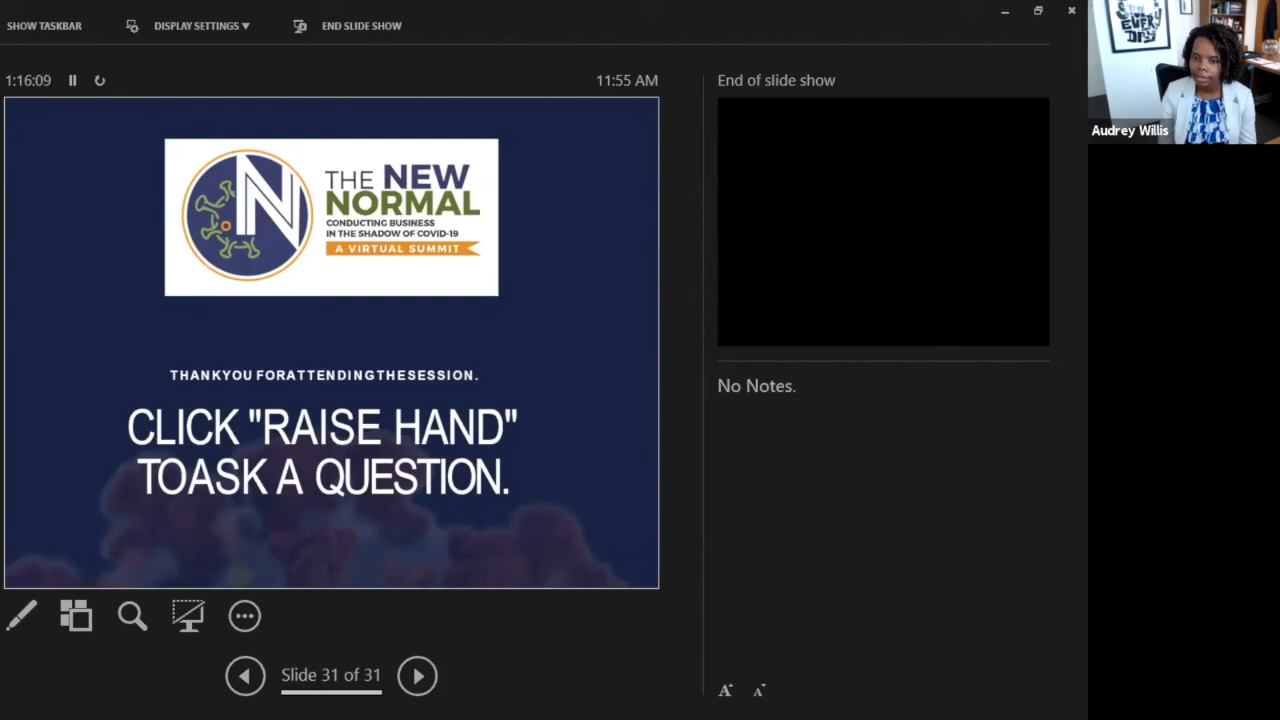 SHOW TASKBAR
DISPLAY SETTINGS ▼
END SLIDE SHOW
1:16:09
11:55 AM
End of slide show
N
THE NEW
NORMAL
CONDUCTING BUSINESS
IN THE SHADOW OF COVID-19
A VIRTUAL SUMMIT
THANKYOU FORATTENDINGTHESESSION.
CLICK "RAISE HAND"
TOASK A QUESTION.
No Notes.
Slide 31 of 31
A A
EVERY
DAY
Audrey Willis